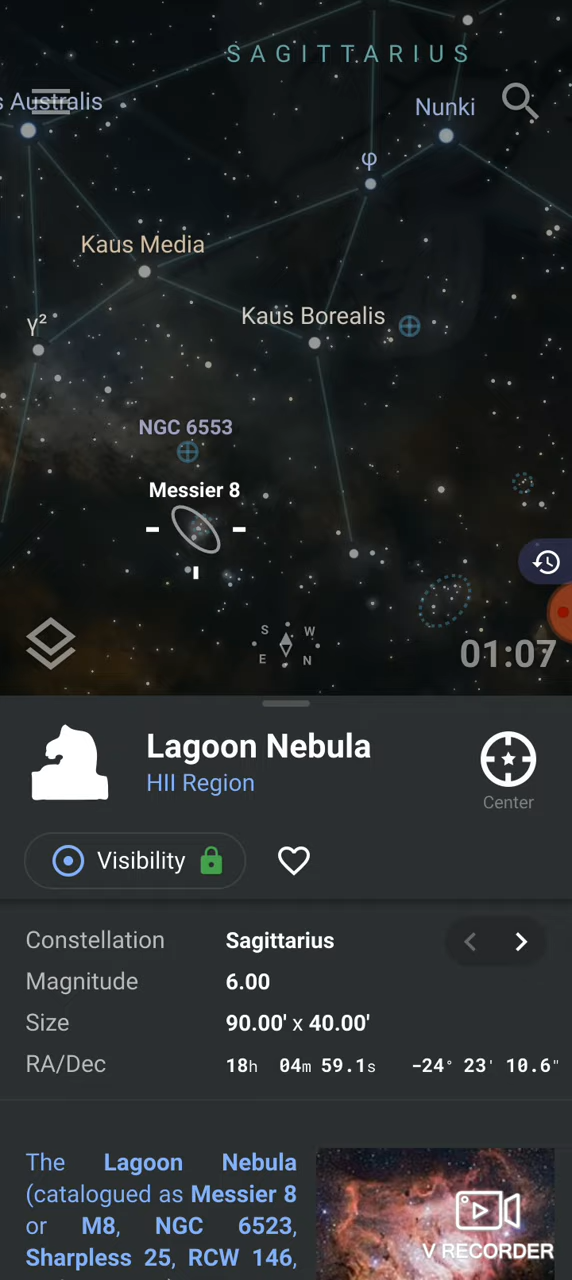 SAGITTARIUS
s Australis
Nunki
φ
Kaus Media
Kaus Borealis
γ²
NGC 6553
Messier 8
S W
E N
01:07
Lagoon Nebula
HII Region
Center
Visibility
Constellation Sagittarius
Magnitude 6.00
Size 90.00' x 40.00'
RA/Dec 18h 04m 59.1s -24° 23' 10.6"
The Lagoon Nebula
(catalogued as Messier 8
or M8, NGC 6523,
Sharpless 25, RCW 146,
V RECORDER